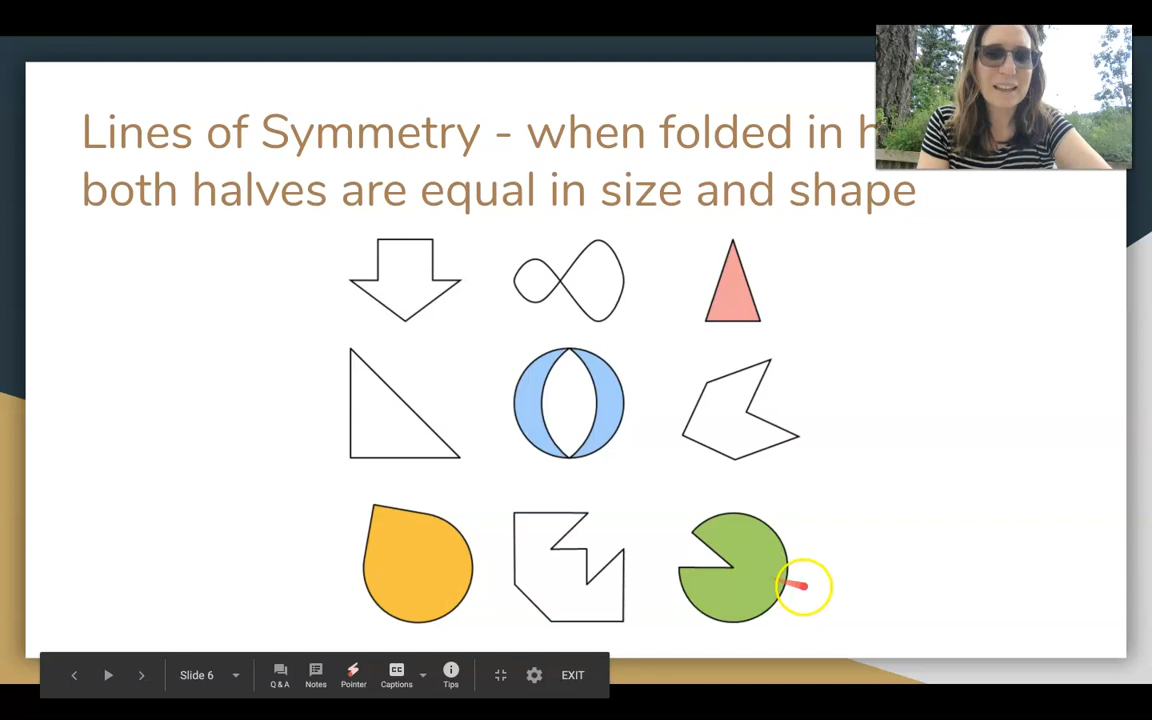 Lines of Symmetry - when folded in
both halves are equal in size and shape
Slide 6
Q & A
Notes
Pointer
CC
Captions
Tips
EXIT